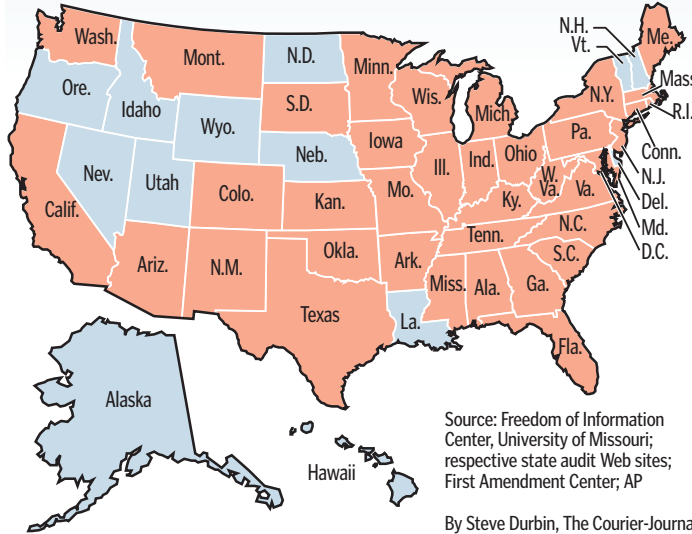 Wash.
Mont.
N.D.
Minn.
N.H.
Vt.
Me.
Ore.
Idaho
S.D.
Wis.
Mich
N.Y.
Mass
R.I.
Wyo.
Iowa
Pa.
Conn.
Neb.
Ill.
Ind.
Ohio
N.J.
Nev.
Utah
Colo.
Kan.
Mo.
W.
Va.
Va.
Del.
Calif.
Ky.
Md.
N.C.
D.C.
Ariz.
N.M.
Okla.
Ark.
Tenn.
S.C.
Texas
La.
Miss.
Ala.
Ga.
Fla.
Alaska
Hawaii
Source: Freedom of Information
Center, University of Missouri;
respective state audit Web sites;
First Amendment Center; AP
By Steve Durbin, The Courier-Journa